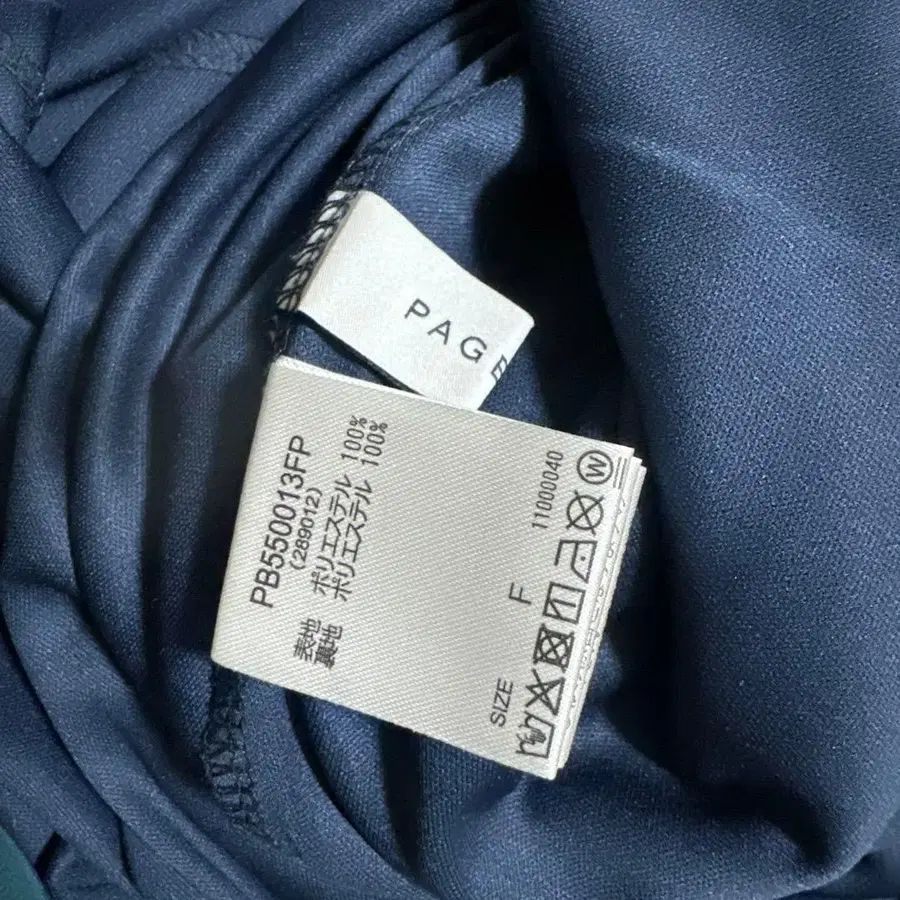 PAGE
PB550013FP
(289012)
表地 ポリエステル 100%
裏地 ポリエステル 100%
SIZE F
11000040
W